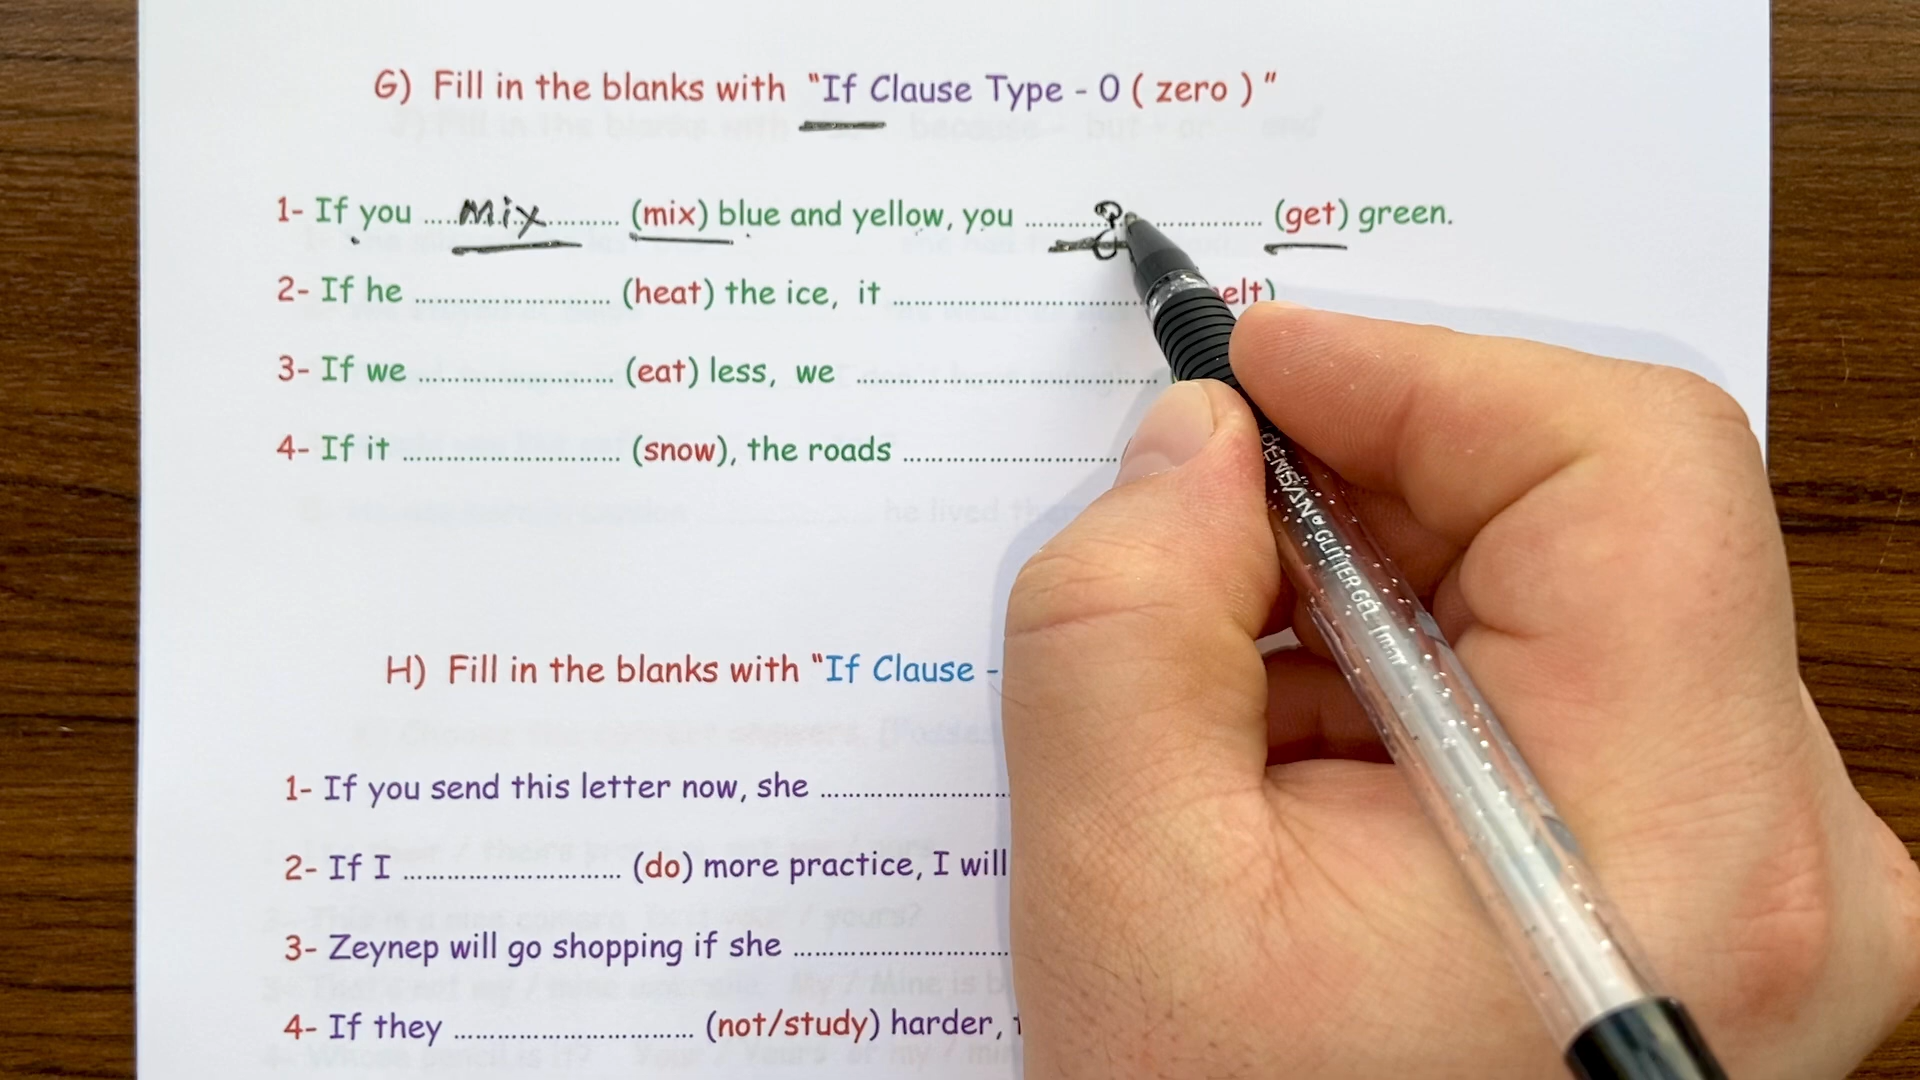 G) Fill in the blanks with "If Clause Type - 0 ( zero ) "
1- If you ........ mix ........ (mix) blue and yellow, you ........ g ........ (get) green.
2- If he ........................ (heat) the ice, it ........................ elt)
3- If we ........................ (eat) less, we ........................
4- If it ........................ (snow), the roads ........................
H) Fill in the blanks with "If Clause -
1- If you send this letter now, she ........................
2- If I ........................ (do) more practice, I will
3- Zeynep will go shopping if she ........................
4- If they ........................ (not/study) harder,
GLITTER GEL 1mm